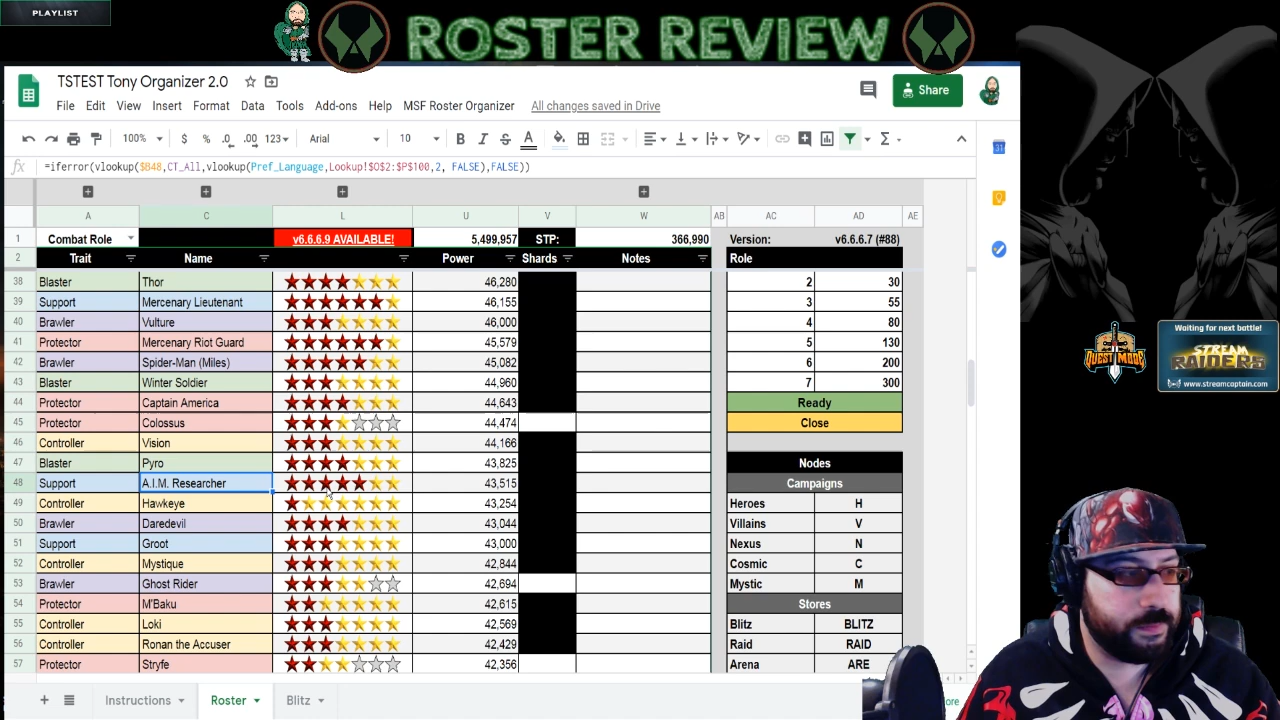 PLAYLIST
ROSTER REVIEW
TSTEST Tony Organizer 2.0
File Edit View Insert Format Data Tools Add-ons Help MSF Roster Organizer All changes saved in Drive
Share
100% $ % .0 .00 123 Arial 10 B I S A Σ
fx =iferror(vlookup($B48,CT_All,vlookup(Pref_Language,Lookup!$O$2:$P$100,2, FALSE),FALSE))
31
A C L U V W AB AC AD AE
1 Combat Role v6.6.6.9 AVAILABLE! 5,499,957 STP: 366,990 Version: v6.6.6.7 (#88)
2 Trait Name Power Shards Notes Role
38 Blaster Thor 46,280 2 30
39 Support Mercenary Lieutenant 46,155 3 55
40 Brawler Vulture 46,000 4 80
41 Protector Mercenary Riot Guard 45,579 5 130
42 Brawler Spider-Man (Miles) 45,082 6 200
43 Blaster Winter Soldier 44,960 7 300
44 Protector Captain America 44,643 Ready
45 Protector Colossus 44,474 Close
46 Controller Vision 44,166
47 Blaster Pyro 43,825 Nodes
48 Support A.I.M. Researcher 43,515 Campaigns
49 Controller Hawkeye 43,254 Heroes H
50 Brawler Daredevil 43,044 Villains V
51 Support Groot 43,000 Nexus N
52 Controller Mystique 42,844 Cosmic C
53 Brawler Ghost Rider 42,694 Mystic M
54 Protector M'Baku 42,615 Stores
55 Controller Loki 42,569 Blitz BLITZ
56 Controller Ronan the Accuser 42,429 Raid RAID
57 Protector Stryfe 42,356 Arena ARE
Instructions Roster Blitz
QUEST MODE
Waiting for next battle!
STREAM RAIDERS
www.streamcaptain.com